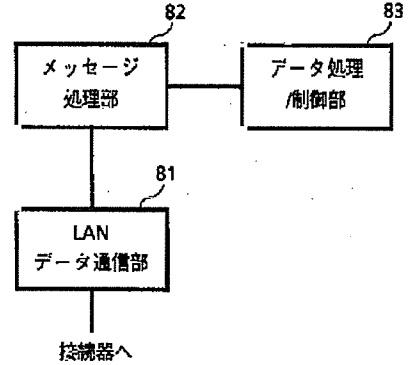 82
メッセージ
処理部
83
データ処理
/制御部
81
LAN
データ通信部
接続器へ